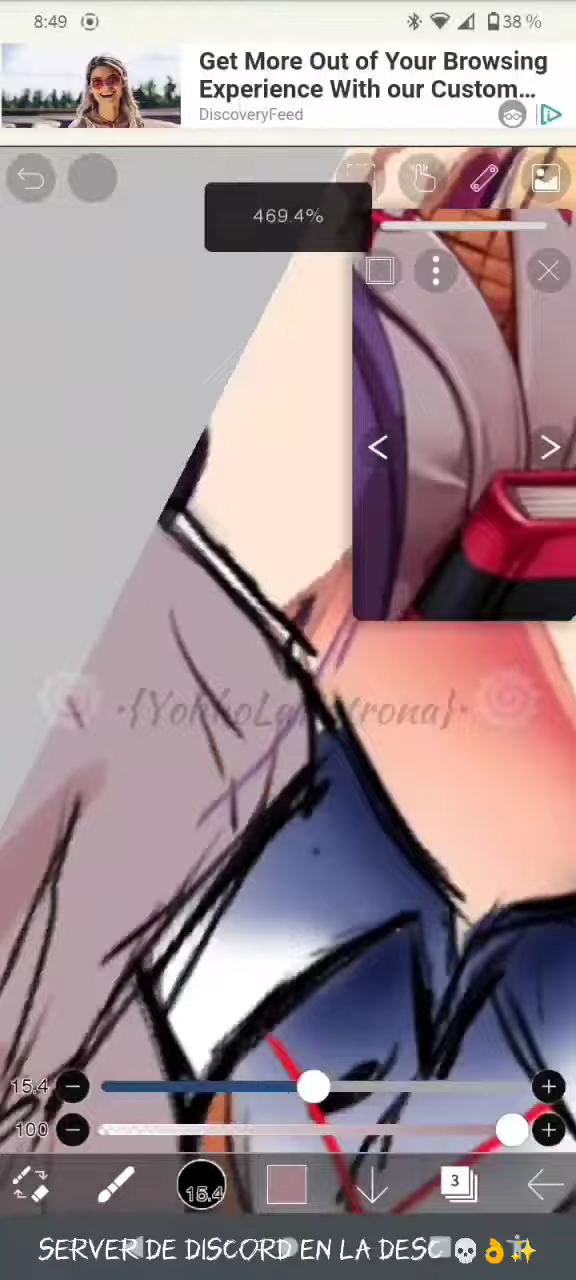 8:49
38 %
Get More Out of Your Browsing
Experience With our Custom...
DiscoveryFeed
469.4%
15.4
100
15.4
3
SERVER DE DISCORD EN LA DESC💀👌✨